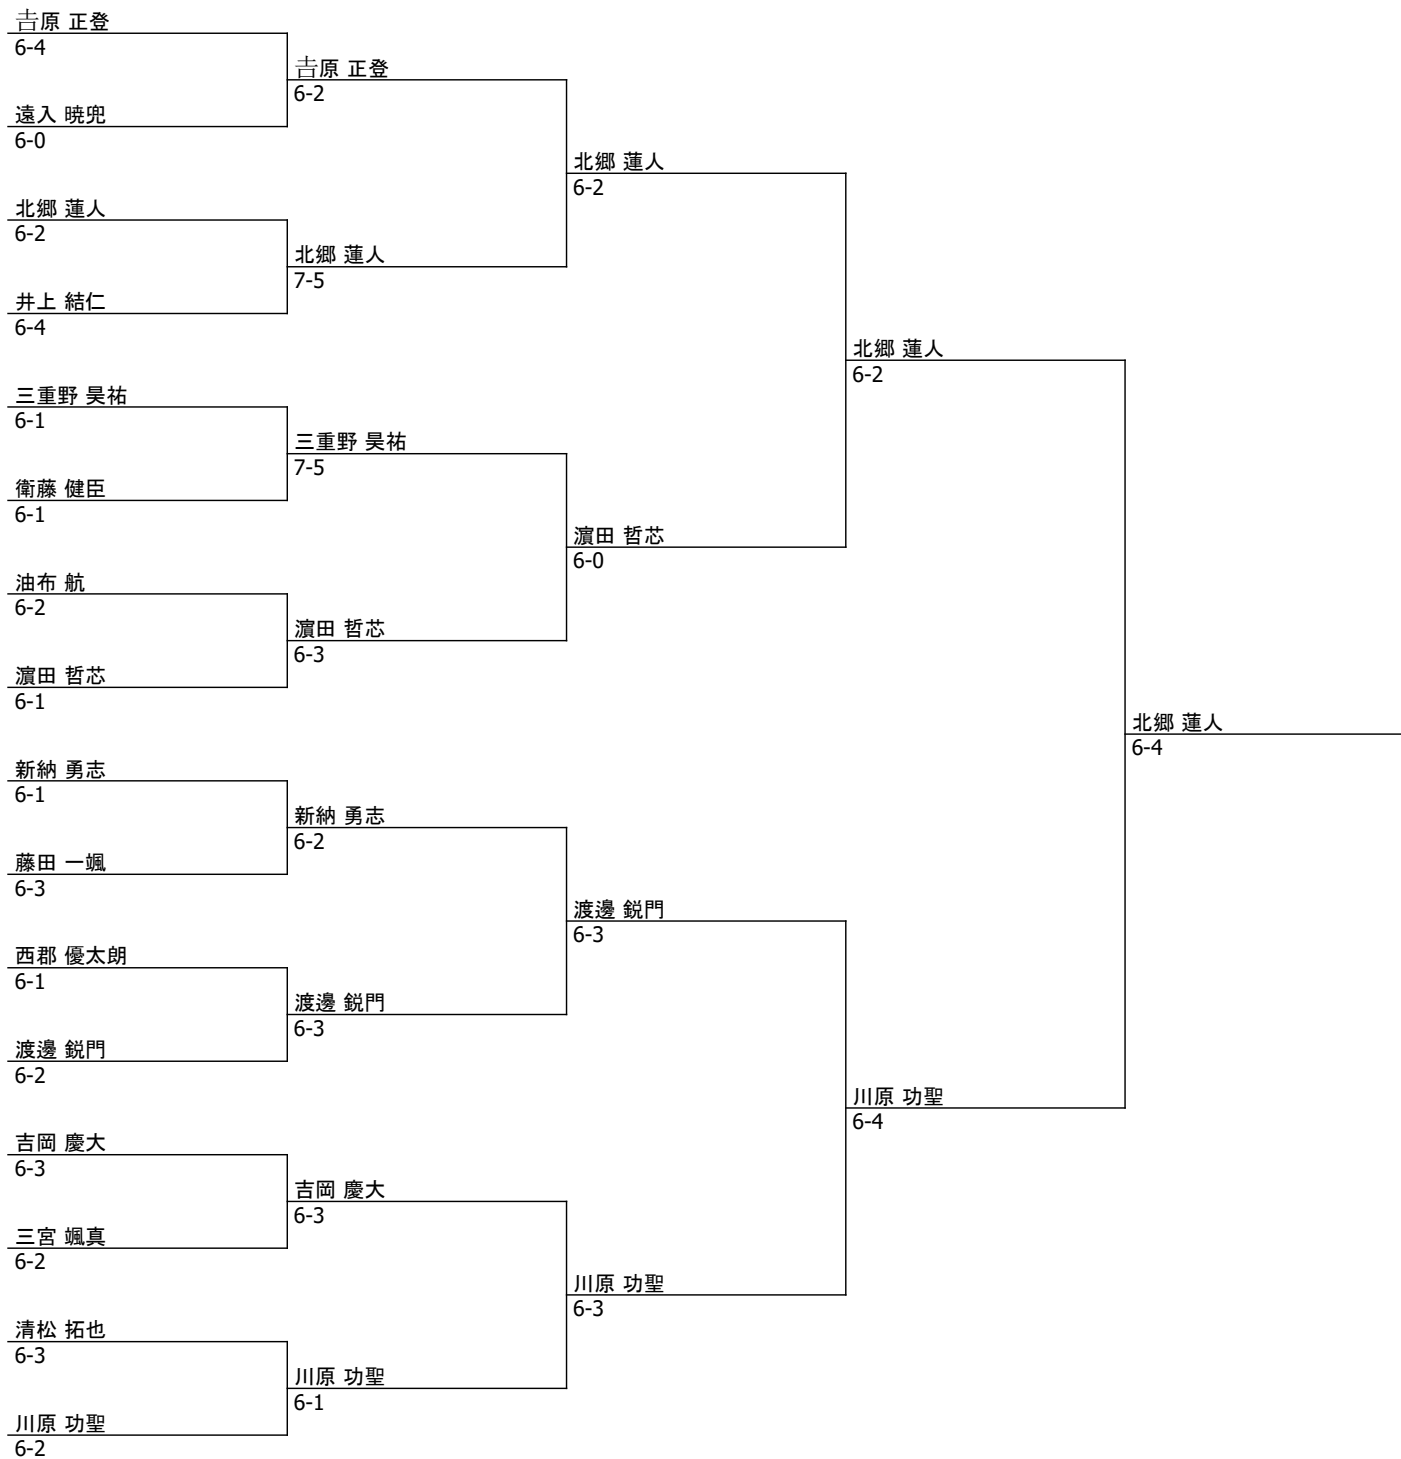 𠮷原 正登
6-4
遠入 暁兜
6-0
北郷 蓮人
6-2
井上 結仁
6-4
三重野 昊祐
6-1
衛藤 健臣
6-1
油布 航
6-2
濵田 哲芯
6-1
新納 勇志
6-1
藤田 一颯
6-3
西郡 優太朗
6-1
渡邊 鋭門
6-2
吉岡 慶大
6-3
三宮 颯真
6-2
清松 拓也
6-3
川原 功聖
6-2
𠮷原 正登
6-2
北郷 蓮人
7-5
三重野 昊祐
7-5
濵田 哲芯
6-3
新納 勇志
6-2
渡邊 鋭門
6-3
吉岡 慶大
6-3
川原 功聖
6-1
北郷 蓮人
6-2
濵田 哲芯
6-0
渡邊 鋭門
6-3
川原 功聖
6-3
北郷 蓮人
6-2
川原 功聖
6-4
北郷 蓮人
6-4